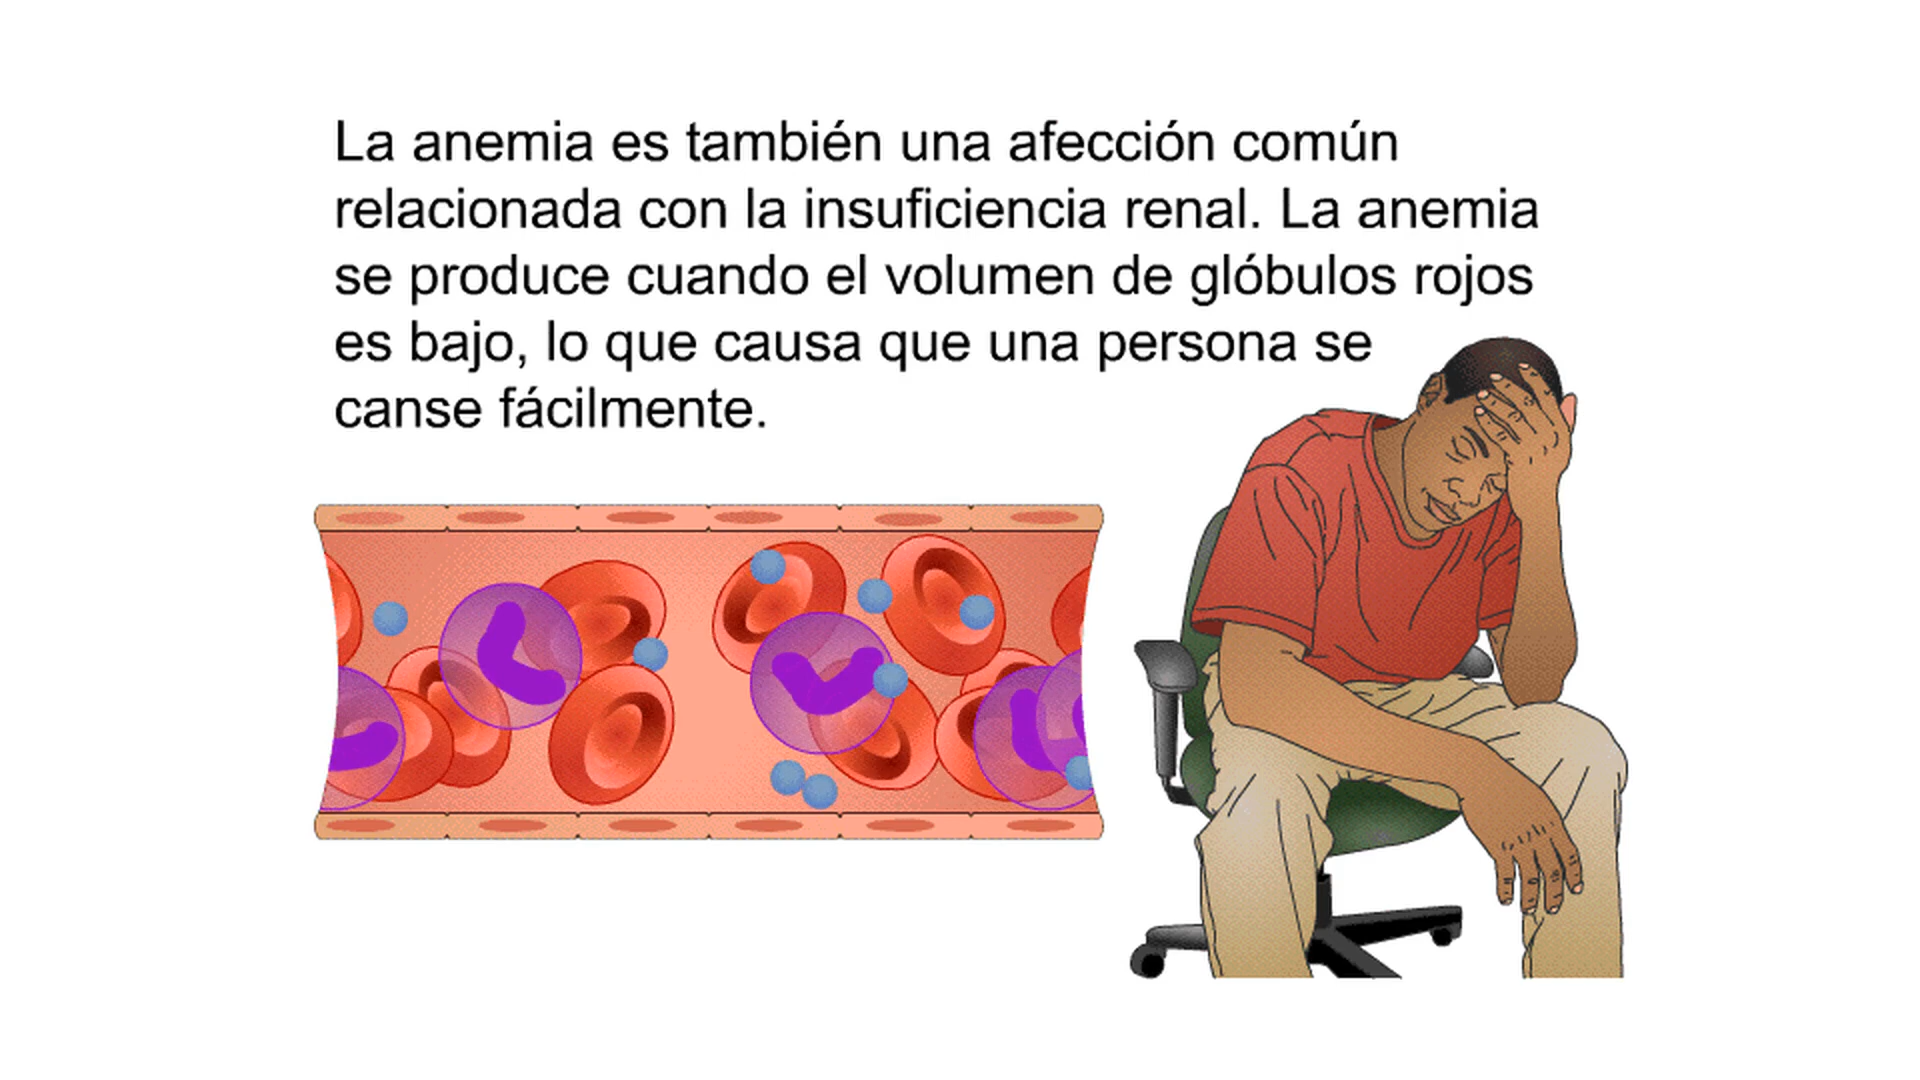 La anemia es también una afección común
relacionada con la insuficiencia renal. La anemia
se produce cuando el volumen de glóbulos rojos
es bajo, lo que causa que una persona se
canse fácilmente.